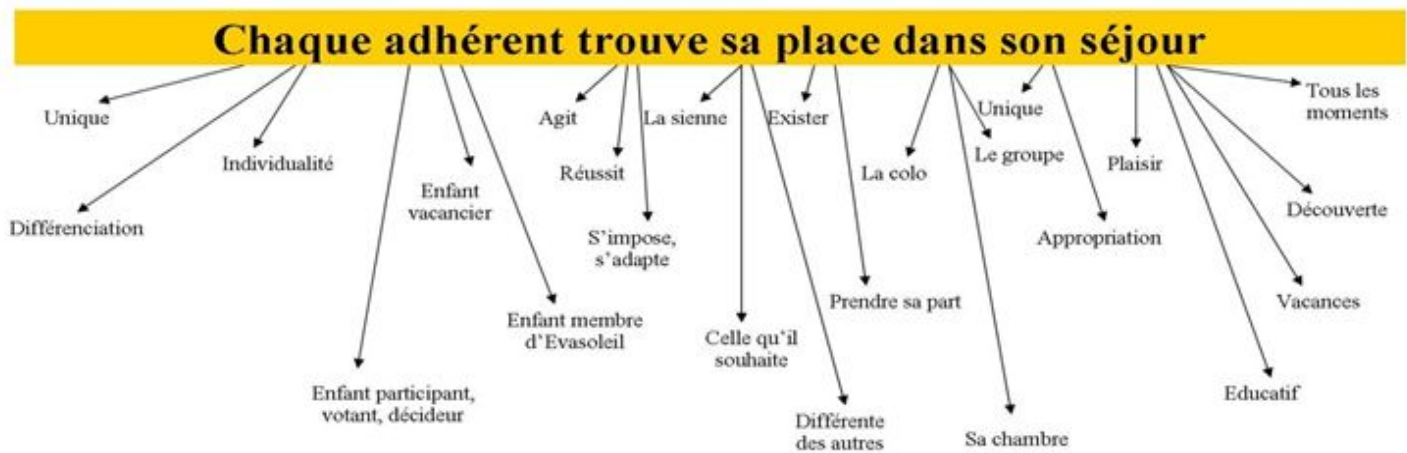 Chaque adhérent trouve sa place dans son séjour
Unique
Différenciation
Individualité
Enfant participant,
votant, décideur
Enfant
vacancier
Enfant membre
d’Evasoleil
Agit
Réussit
S’impose,
s’adapte
La sienne
Celle qu’il
souhaite
Différente
des autres
Exister
Prendre sa part
La colo
Sa chambre
Le groupe
Unique
Appropriation
Plaisir
Educatif
Vacances
Découverte
Tous les
moments